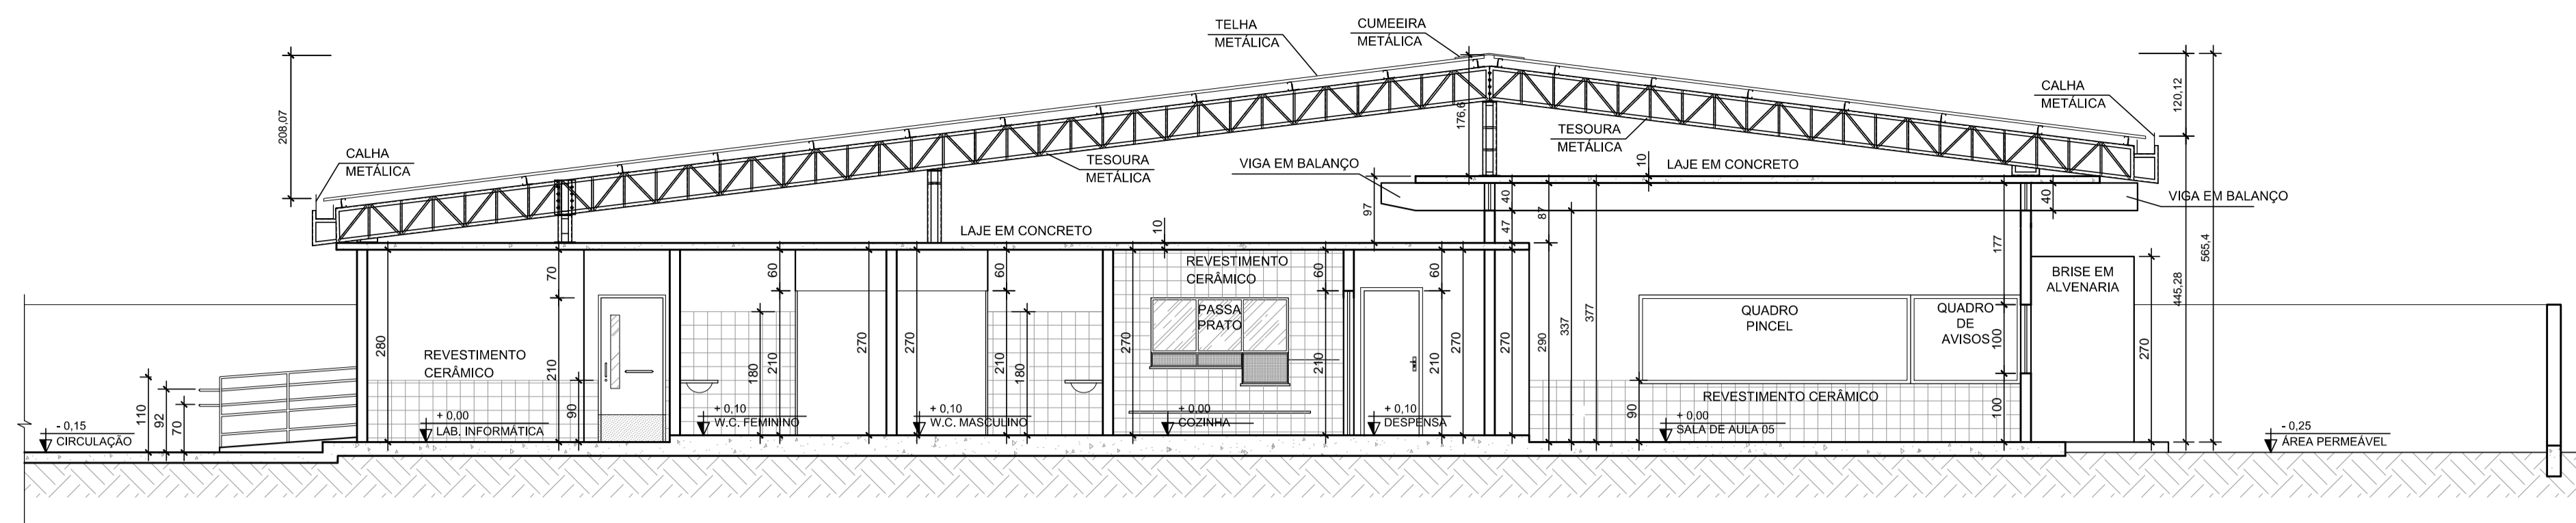 TELHA
METÁLICA
CUMEEIRA
METÁLICA
208,07
176,6
120,12
565,4
CALHA
METÁLICA
CALHA
METÁLICA
TESOURA
METÁLICA
TESOURA
METÁLICA
VIGA EM BALANÇO
10
LAJE EM CONCRETO
VIGA EM BALANÇO
97
40
87
40
47
177
445,28
10
LAJE EM CONCRETO
70
60
60
60
60
REVESTIMENTO
CERÂMICO
PASSA
PRATO
BRISE EM
ALVENARIA
QUADRO
PINCEL
QUADRO
DE
AVISOS
100
280
210
270
270
210
270
210
270
270
290
337
377
270
180
210
180
210
REVESTIMENTO
CERÂMICO
REVESTIMENTO CERÂMICO
110
92
70
90
90
100
- 0,15
CIRCULAÇÃO
+ 0,00
LAB. INFORMÁTICA
+ 0,10
W.C. FEMININO
+ 0,10
W.C. MASCULINO
+ 0,00
COZINHA
+ 0,10
DESPENSA
+ 0,00
SALA DE AULA 05
- 0,25
ÁREA PERMEÁVEL